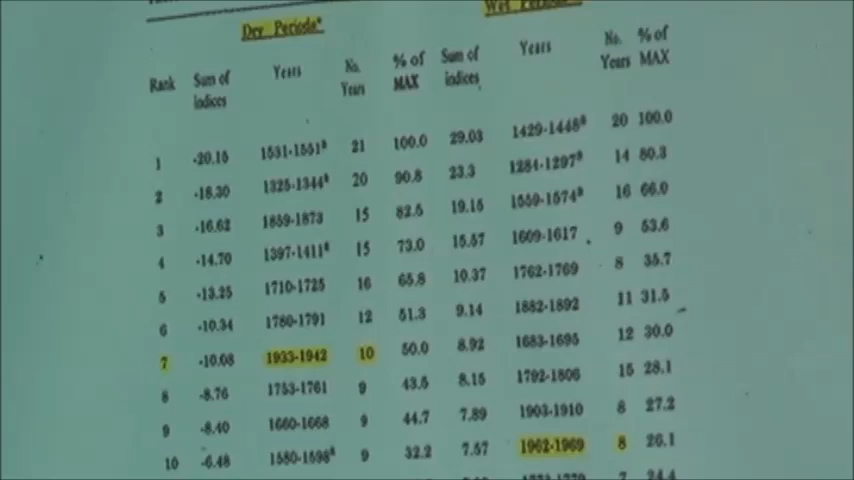 Dry Periods* Wet Periods*
Rank Sum of indices Years No. Years % of MAX Sum of indices Years No. Years % of MAX
1 -20.15 1531-1551ª 21 100.0 29.03 1429-1448ª 20 100.0
2 -18.30 1325-1344ª 20 90.8 23.3 1284-1297ª 14 80.3
3 -16.62 1859-1873 15 82.5 19.15 1559-1574ª 16 66.0
4 -14.70 1397-1411ª 15 73.0 15.57 1609-1617 9 53.6
5 -13.25 1710-1725 16 65.8 10.37 1762-1769 8 35.7
6 -10.34 1780-1791 12 51.3 9.14 1882-1892 11 31.5
7 -10.08 1933-1942 10 50.0 8.92 1683-1695 12 30.0
8 -8.76 1753-1761 9 43.5 8.15 1792-1806 15 28.1
9 -8.40 1660-1668 9 44.7 7.89 1903-1910 8 27.2
10 -6.48 1580-1598ª 9 32.2 7.57 1962-1969 8 26.1